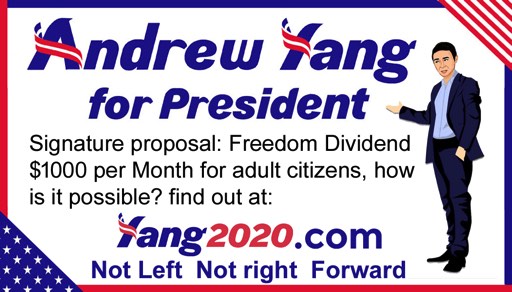 Andrew Yang
for President
Signature proposal: Freedom Dividend
$1000 per Month for adult citizens, how
is it possible? find out at:
Yang2020.com
Not Left  Not right  Forward